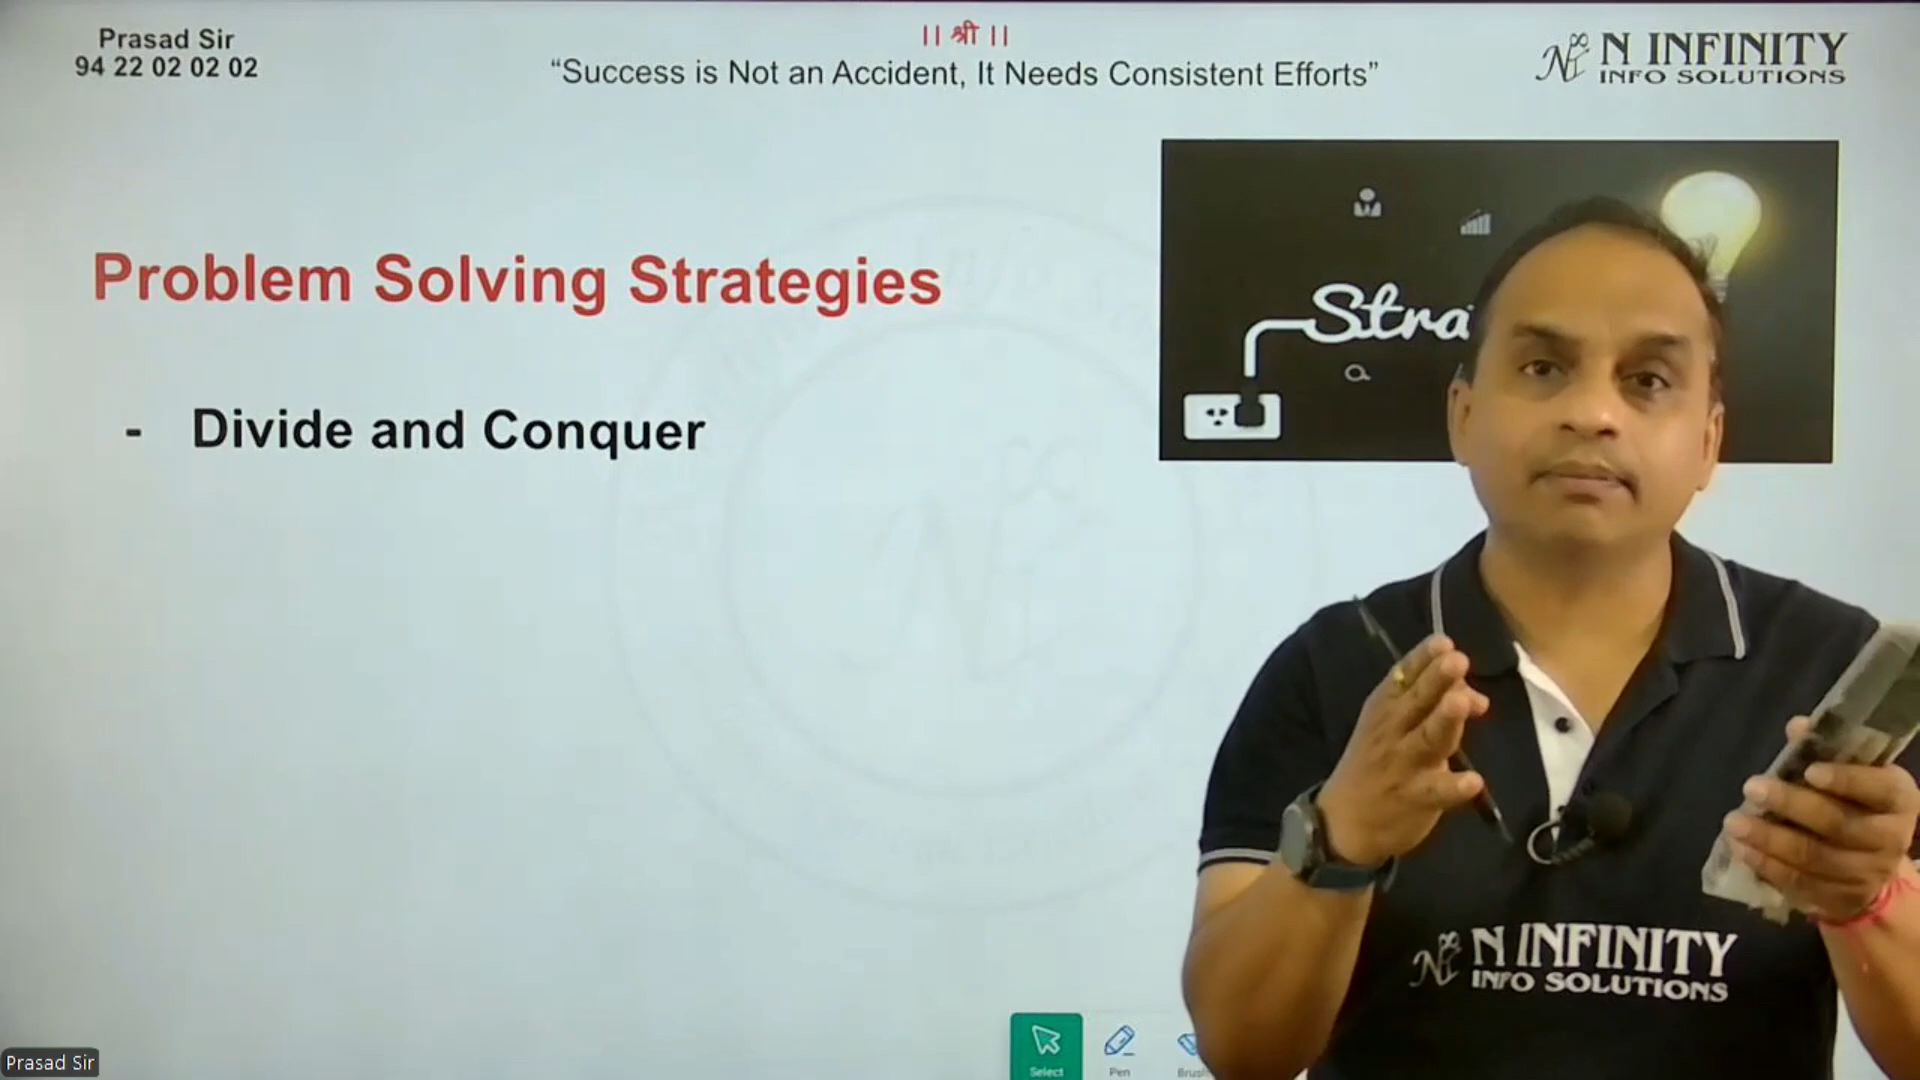 Prasad Sir
94 22 02 02 02
|| श्री ||
“Success is Not an Accident, It Needs Consistent Efforts”
N INFINITY
INFO SOLUTIONS
Problem Solving Strategies
- Divide and Conquer
N INFINITY
INFO SOLUTIONS
Prasad Sir
Select
Pen